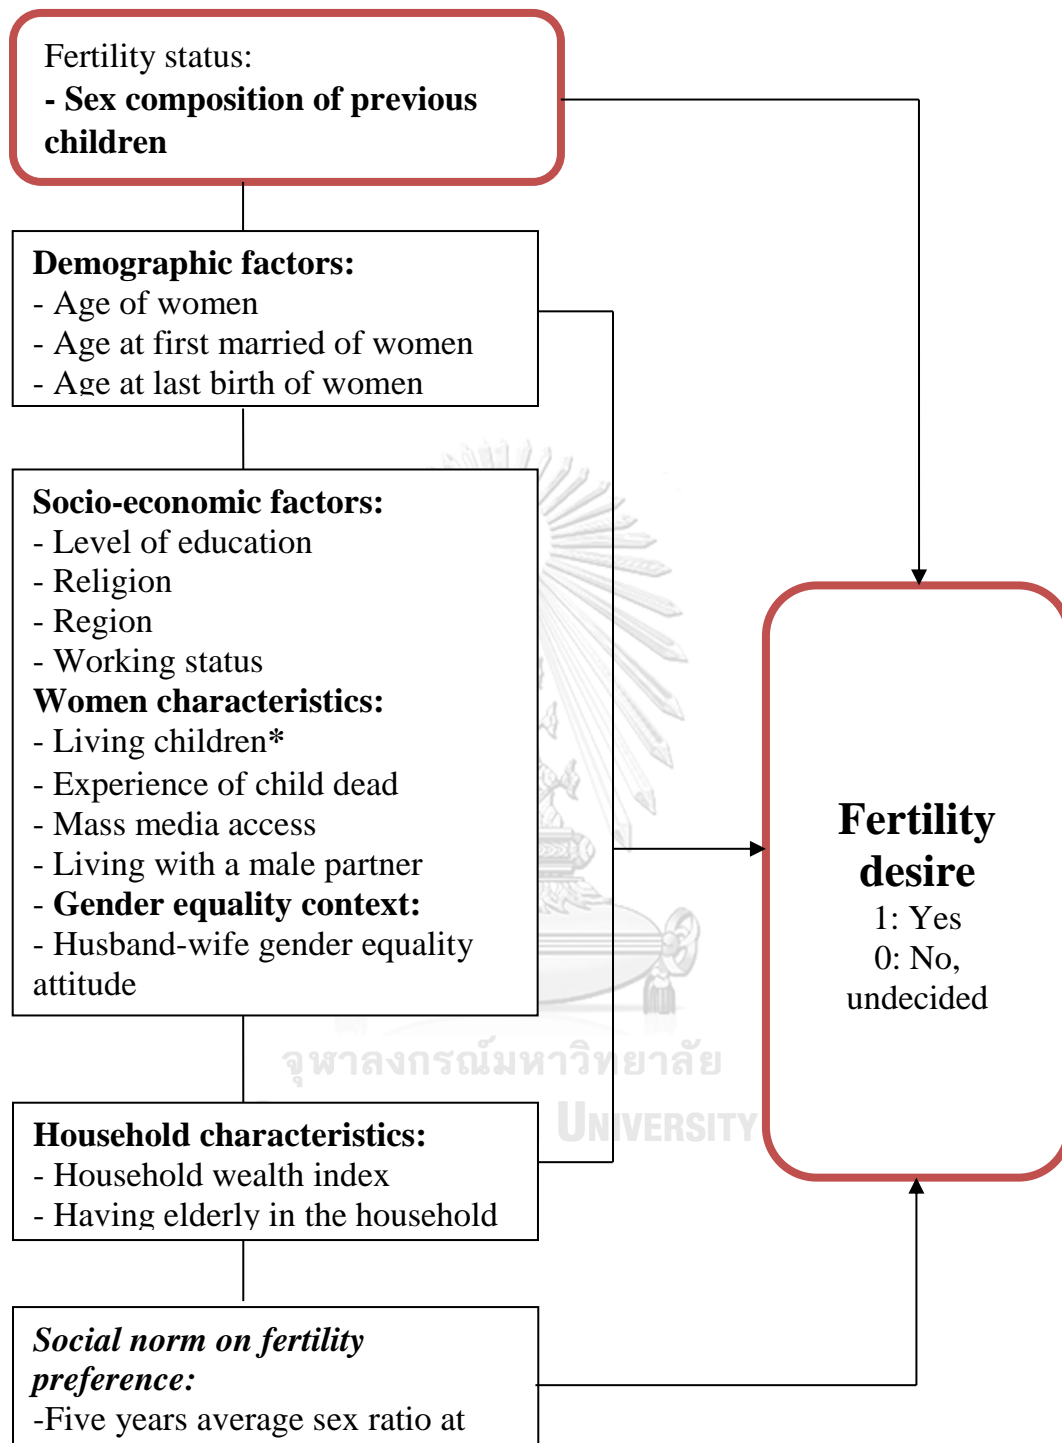 Fertility status:
- Sex composition of previous
children
Demographic factors:
- Age of women
- Age at first married of women
- Age at last birth of women
Socio-economic factors:
- Level of education
- Religion
- Region
- Working status
Women characteristics:
- Living children*
- Experience of child dead
- Mass media access
- Living with a male partner
- Gender equality context:
- Husband-wife gender equality
attitude
Fertility
desire
1: Yes
0: No,
undecided
จุฬาลงกรณ์มหาวิทยาลัย
UNIVERSITY
Household characteristics:
- Household wealth index
- Having elderly in the household
Social norm on fertility
preference:
-Five years average sex ratio at